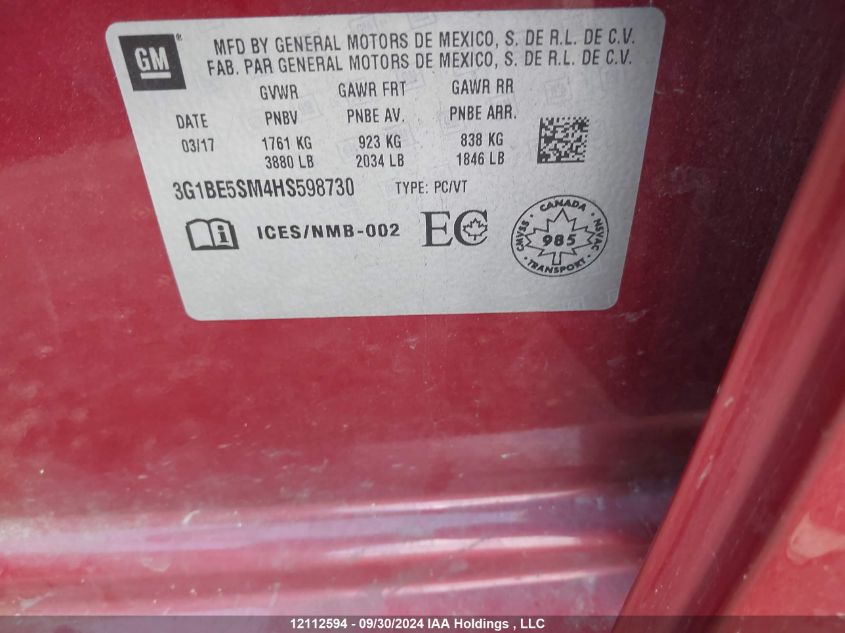 GM ®
MFD BY GENERAL MOTORS DE MEXICO, S. DE R.L. DE C.V.
FAB. PAR GENERAL MOTORS DE MEXICO, S. DE R.L. DE C.V.
GVWR GAWR FRT GAWR RR
DATE PNBV PNBE AV. PNBE ARR.
03/17 1761 KG 923 KG 838 KG
3880 LB 2034 LB 1846 LB
3G1BE5SM4HS598730 TYPE: PC/VT
i ICES/NMB-002 EC
CANADA
CMVSS 985 NSVAC
TRANSPORT
12112594 - 09/30/2024 IAA Holdings , LLC